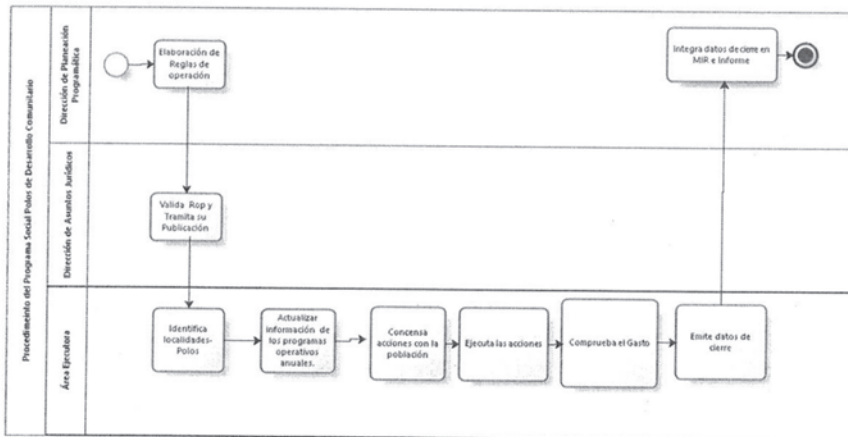 Procedimeinto del Programa Social Polos de Desarollo Comunitario
Dirección de Planeación
Programática
Elaboración de
Reglas de
operación
Integra datos de cierre en
MIR e Informe
Dirección de Asuntos Jurídicos
Valida Rop y
Tramita su
Publicación
Área Ejecutora
Identifica
localidades-
Polos
Actualizar
información de
los programas
operativos
anuales.
Concensa
acciones con la
población
Ejecuta las acciones
Comprueba el Gasto
Emite datos de
cierre